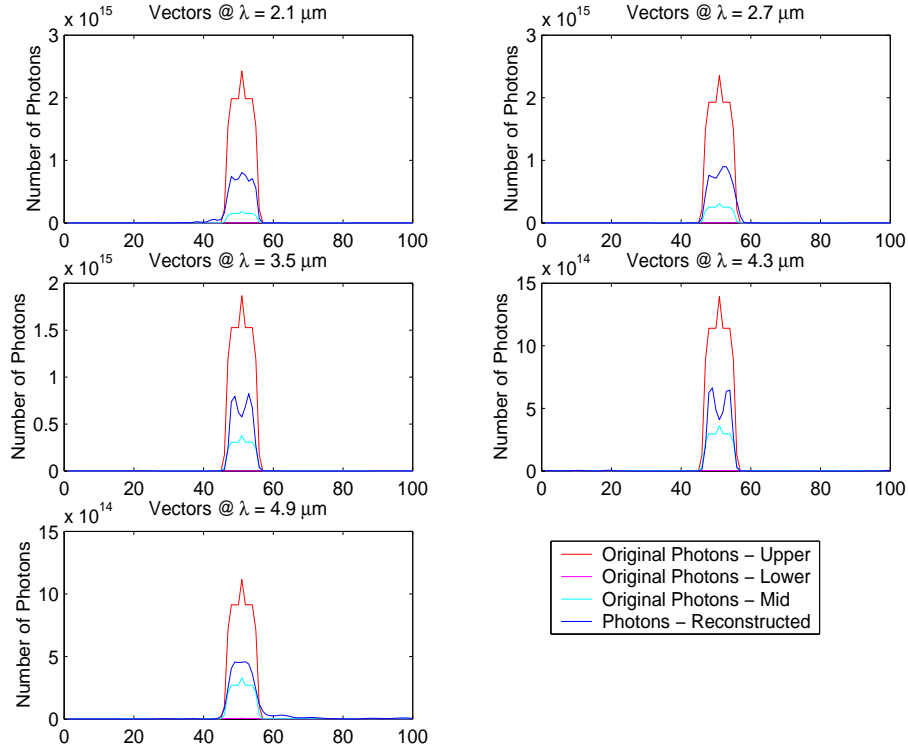 x 10^15
Vectors @ λ = 2.1 μm
Number of Photons
3
2
1
0
0 20 40 60 80 100
x 10^15
Vectors @ λ = 2.7 μm
Number of Photons
3
2
1
0
0 20 40 60 80 100
x 10^15
Vectors @ λ = 3.5 μm
Number of Photons
2
1.5
1
0.5
0
0 20 40 60 80 100
x 10^14
Vectors @ λ = 4.3 μm
Number of Photons
15
10
5
0
0 20 40 60 80 100
x 10^14
Vectors @ λ = 4.9 μm
Number of Photons
15
10
5
0
0 20 40 60 80 100
Original Photons − Upper
Original Photons − Lower
Original Photons − Mid
Photons − Reconstructed